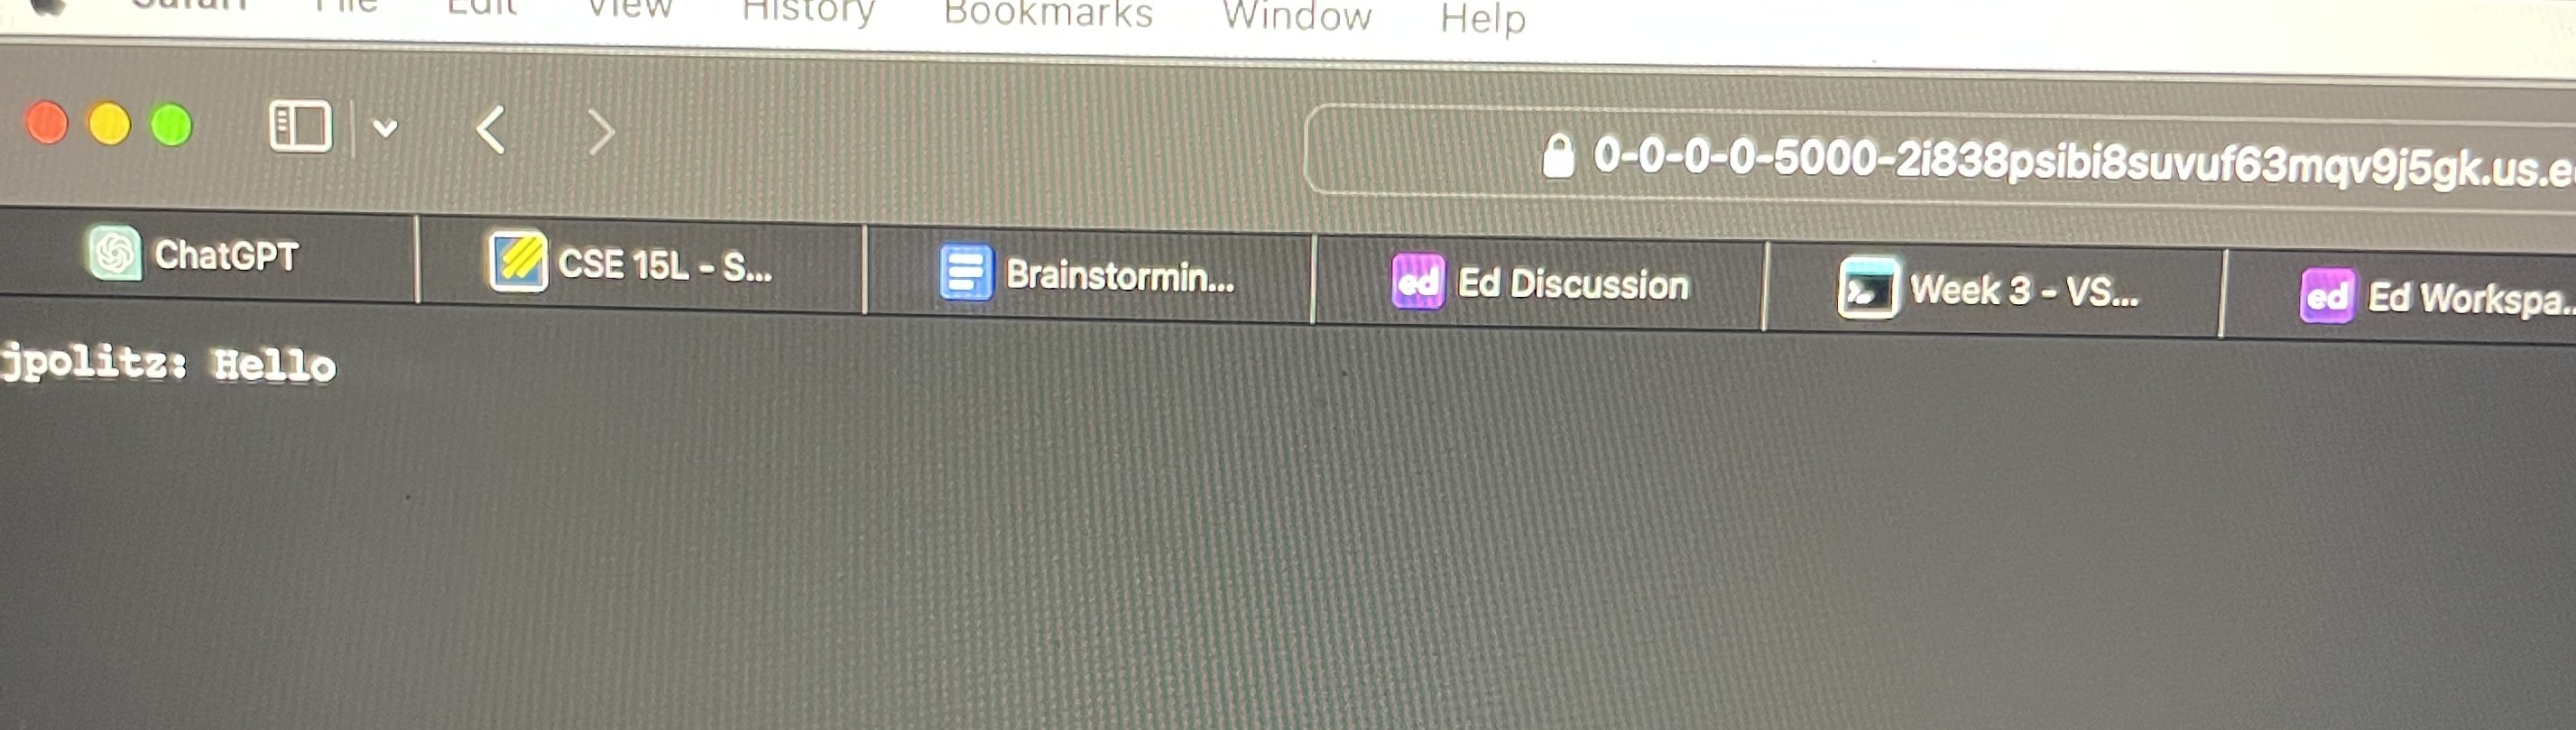 Safari File Edit View History Bookmarks Window Help
0-0-0-0-5000-2i838psibi8suvuf63mqv9j5gk.us.e
ChatGPT CSE 15L - S... Brainstormin... ed Ed Discussion Week 3 - VS... ed Ed Workspa..
jpolitz: Hello